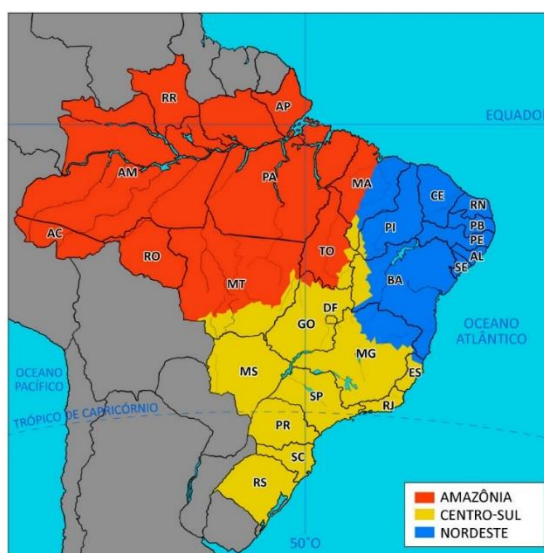 RR
AP
EQUADOR
AM
PA
MA
CE
RN
PB
PE
AL
SE
PI
AC
RO
TO
BA
MT
DF
GO
OCEANO
ATLÂNTICO
MG
ES
OCEANO
PACÍFICO
MS
SP
RJ
TRÓPICO DE CAPRICÓRNIO
PR
SC
RS
50°O
AMAZÔNIA
CENTRO-SUL
NORDESTE